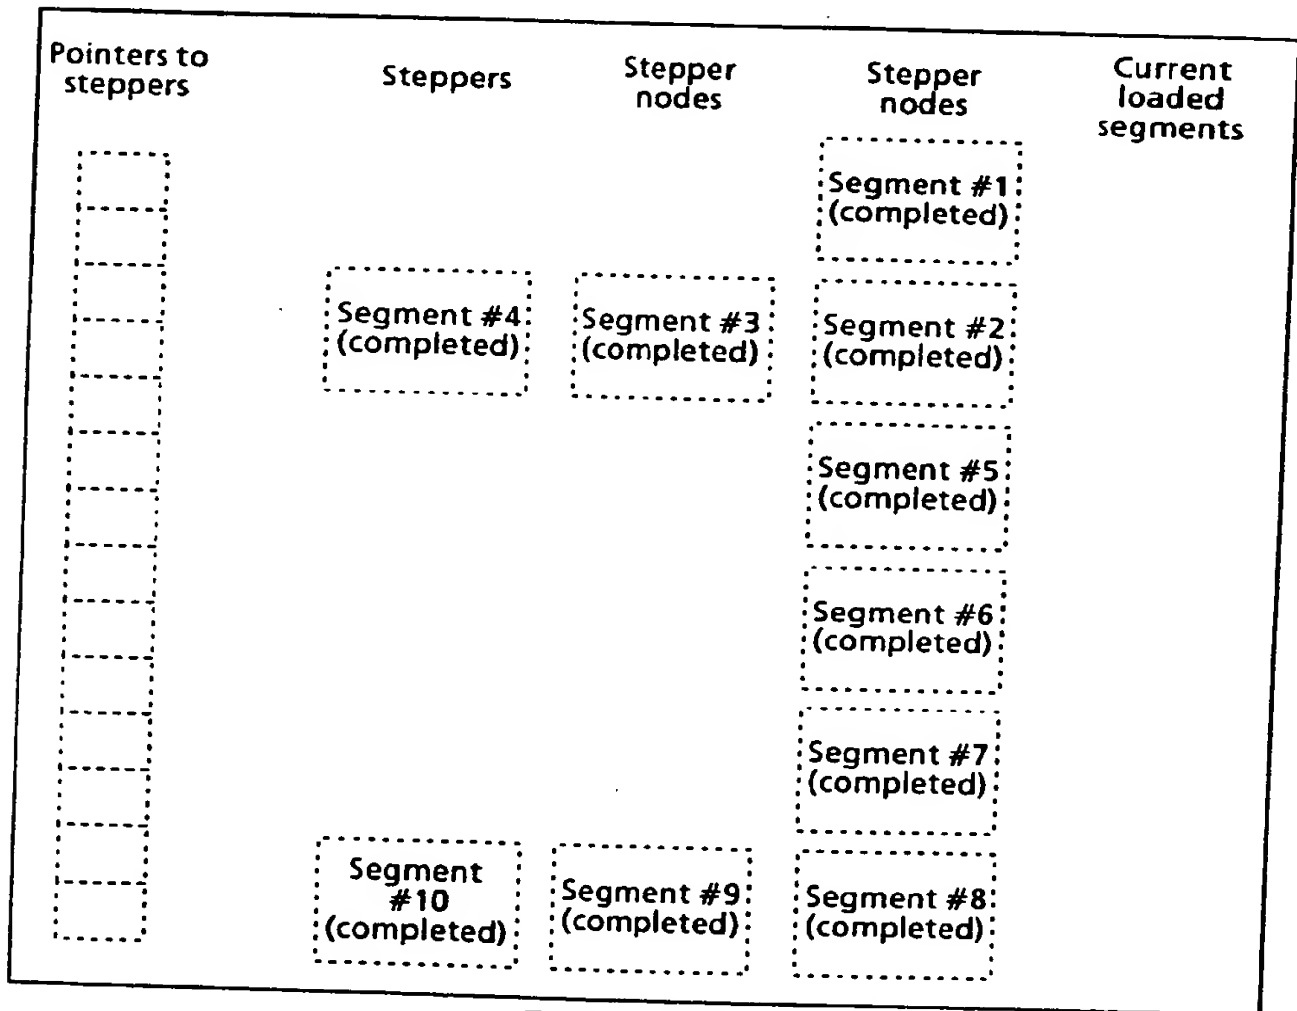 Pointers to
steppers
Steppers
Stepper
nodes
Stepper
nodes
Current
loaded
segments
Segment #1
(completed)
Segment #4
(completed)
Segment #3
(completed)
Segment #2
(completed)
Segment #5
(completed)
Segment #6
(completed)
Segment #7
(completed)
Segment
#10
(completed)
Segment #9
(completed)
Segment #8
(completed)